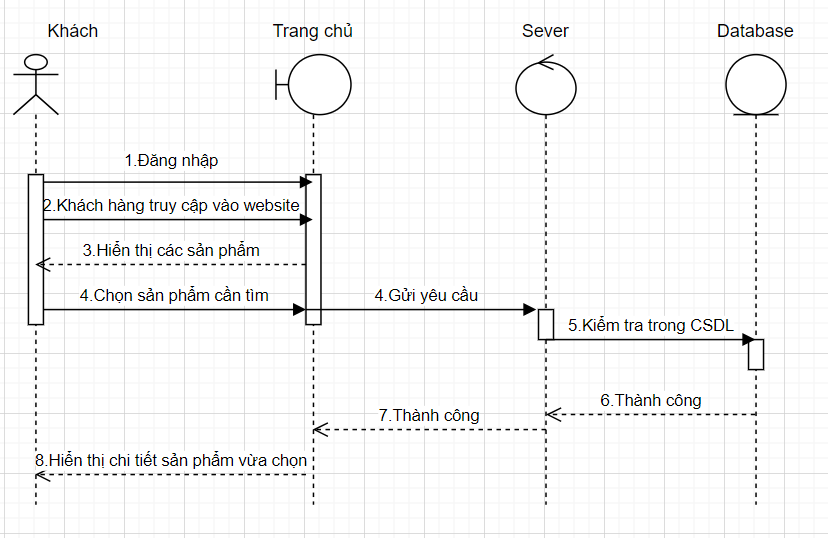 Khách
Trang chủ
Sever
Database
1.Đăng nhập
2.Khách hàng truy cập vào website
3.Hiển thị các sản phẩm
4.Chọn sản phẩm cần tìm
4.Gửi yêu cầu
5.Kiểm tra trong CSDL
6.Thành công
7.Thành công
8.Hiển thị chi tiết sản phẩm vừa chọn